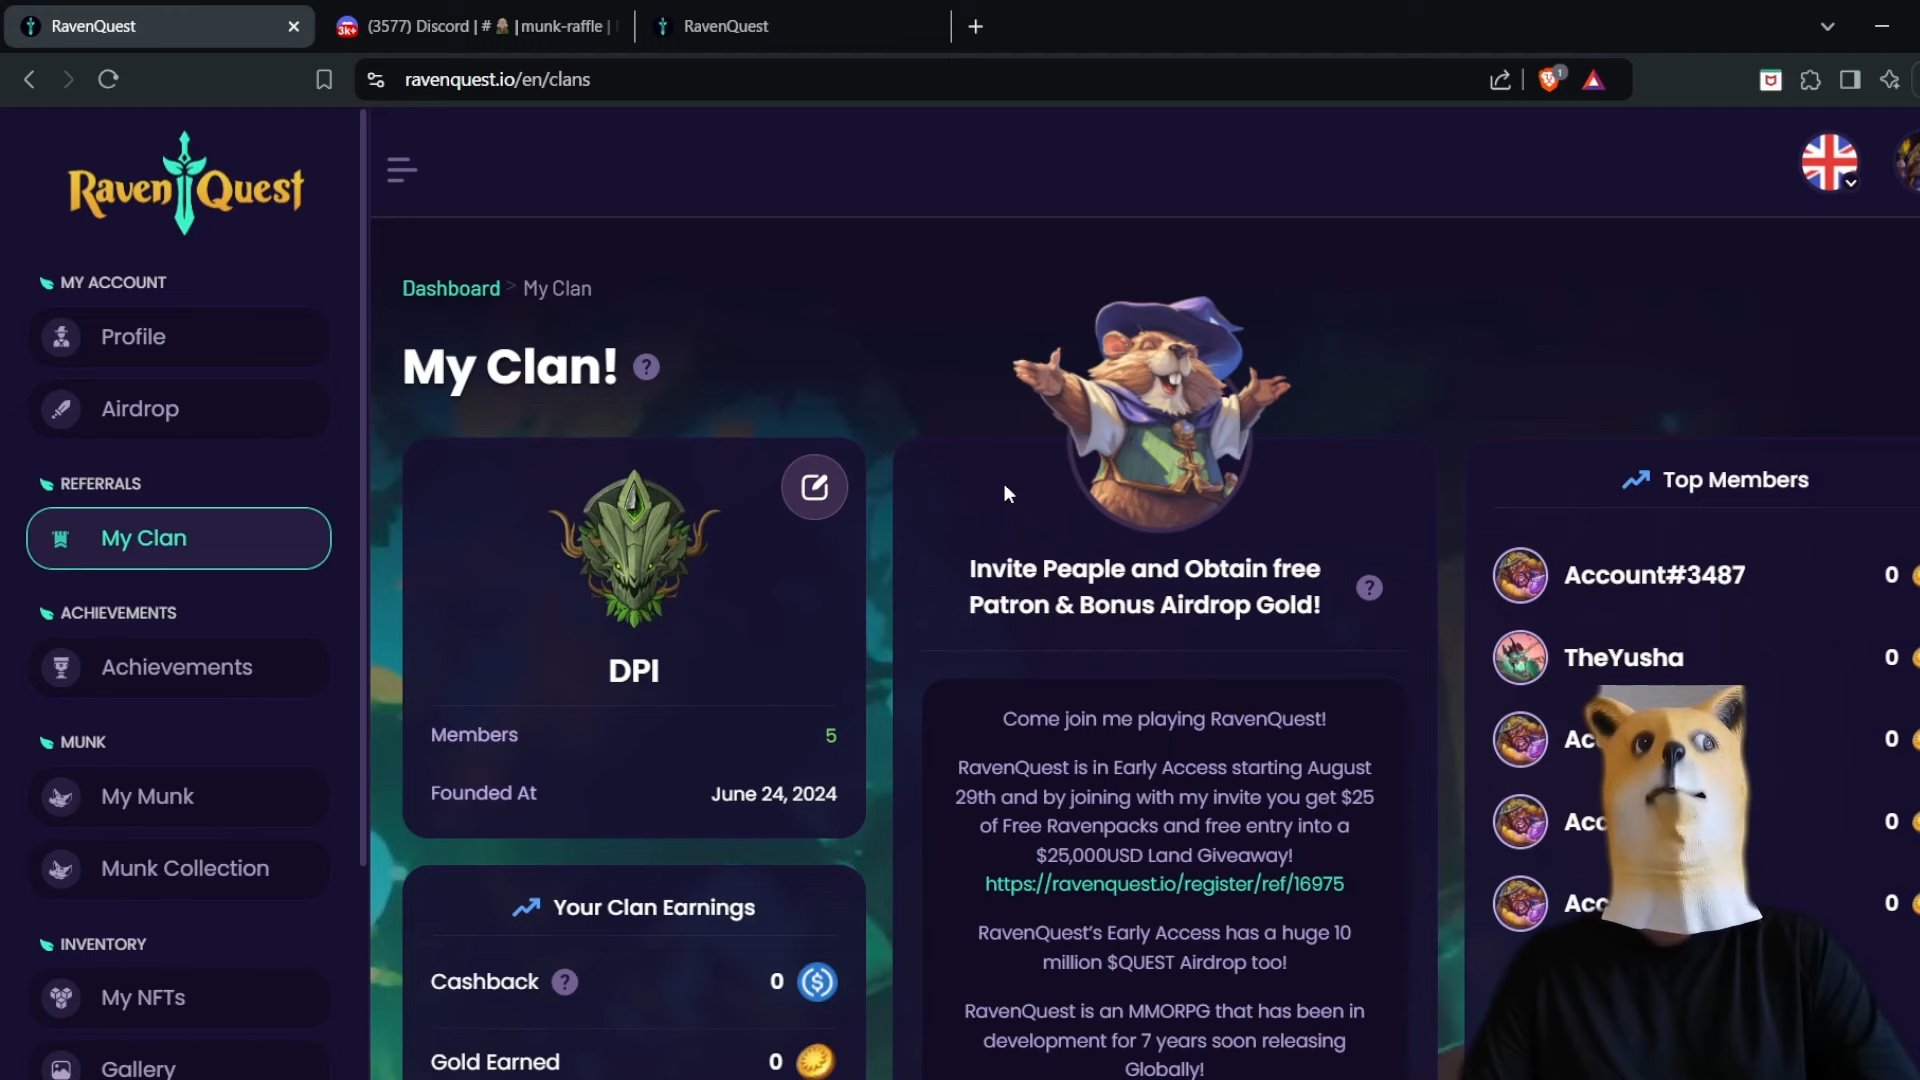 RavenQuest
(3577) Discord | # |munk-raffle |
RavenQuest
ravenquest.io/en/clans
1
3k+
RavenQuest
MY ACCOUNT
Profile
Airdrop
REFERRALS
My Clan
ACHIEVEMENTS
Achievements
MUNK
My Munk
Munk Collection
INVENTORY
My NFTs
Gallery
Dashboard > My Clan
My Clan! ?
DPI
Members 5
Founded At June 24, 2024
Your Clan Earnings
Cashback ? 0
Gold Earned 0
Invite Peaple and Obtain free
Patron & Bonus Airdrop Gold!
?
Come join me playing RavenQuest!
RavenQuest is in Early Access starting August
29th and by joining with my invite you get $25
of Free Ravenpacks and free entry into a
$25,000USD Land Giveaway!
https://ravenquest.io/register/ref/16975
RavenQuest's Early Access has a huge 10
million $QUEST Airdrop too!
RavenQuest is an MMORPG that has been in
development for 7 years soon releasing
Globally!
Top Members
Account#3487 0
TheYusha 0
0
0
0